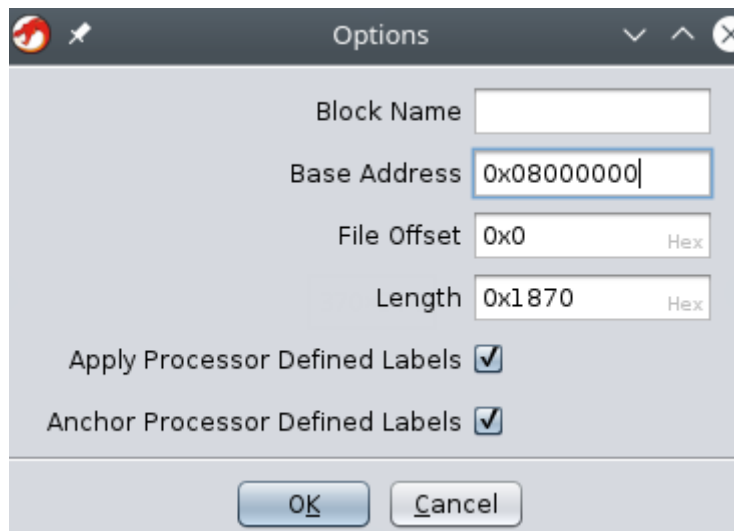 Options
Block Name
Base Address 0x08000000
File Offset 0x0 Hex
Length 0x1870 Hex
Apply Processor Defined Labels
Anchor Processor Defined Labels
OK Cancel